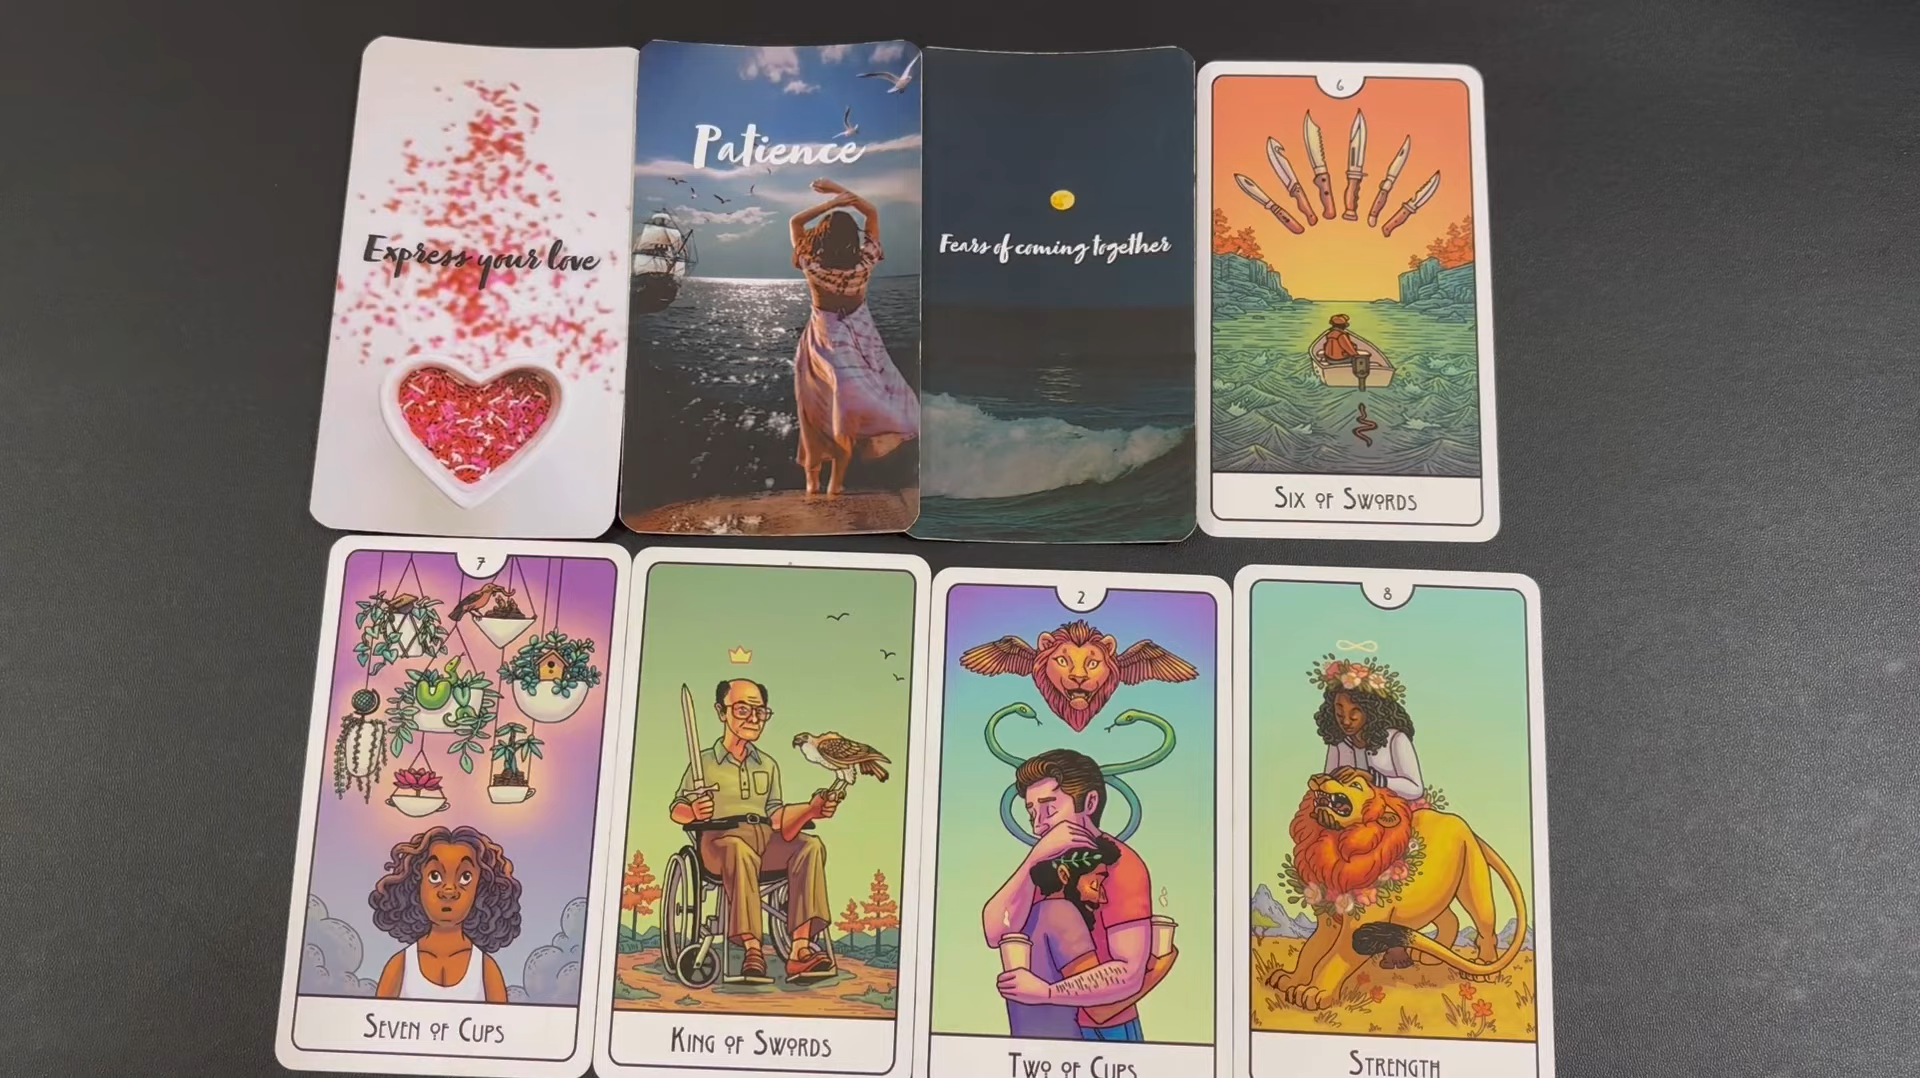 Express your love
Patience
Fears of coming together
6
SIX OF SWORDS
7
SEVEN OF CUPS
KING OF SWORDS
2
TWO OF CUPS
8
STRENGTH